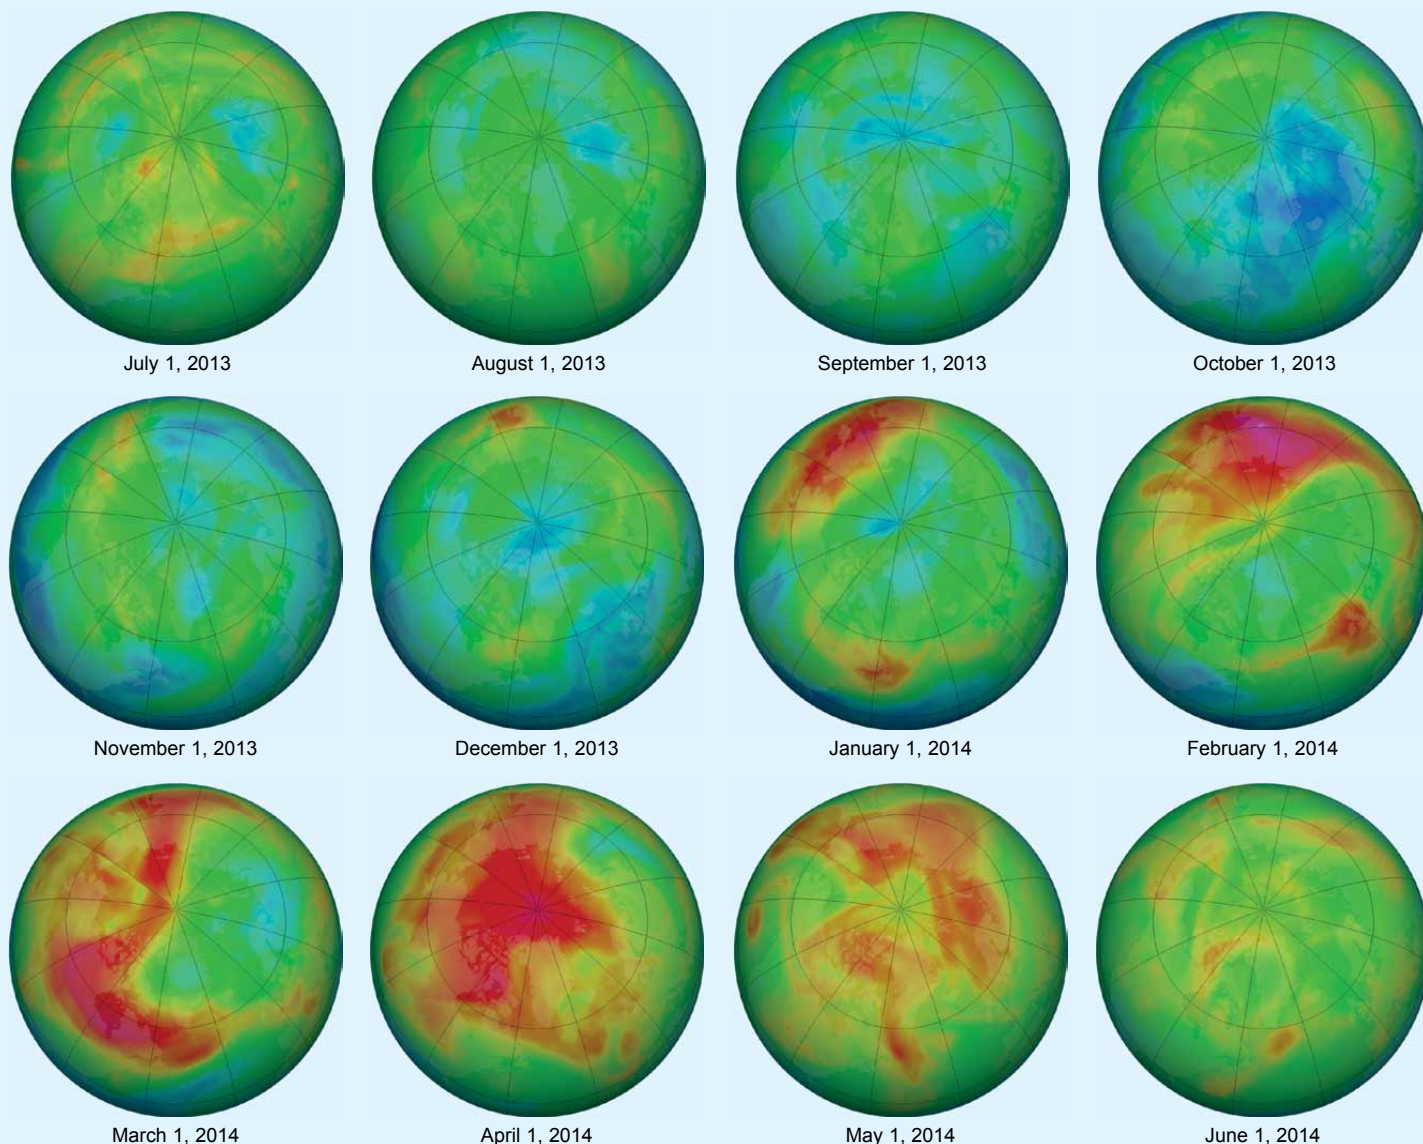 July 1, 2013
August 1, 2013
September 1, 2013
October 1, 2013
November 1, 2013
December 1, 2013
January 1, 2014
February 1, 2014
March 1, 2014
April 1, 2014
May 1, 2014
June 1, 2014